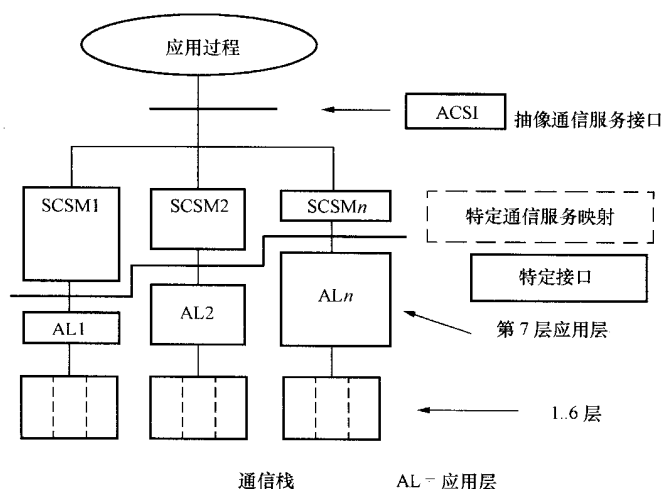 应用过程
ACSI
抽像通信服务接口
SCSM1
SCSM2
SCSMn
特定通信服务映射
特定接口
AL1
AL2
ALn
第7层应用层
1..6层
通信栈
AL = 应用层